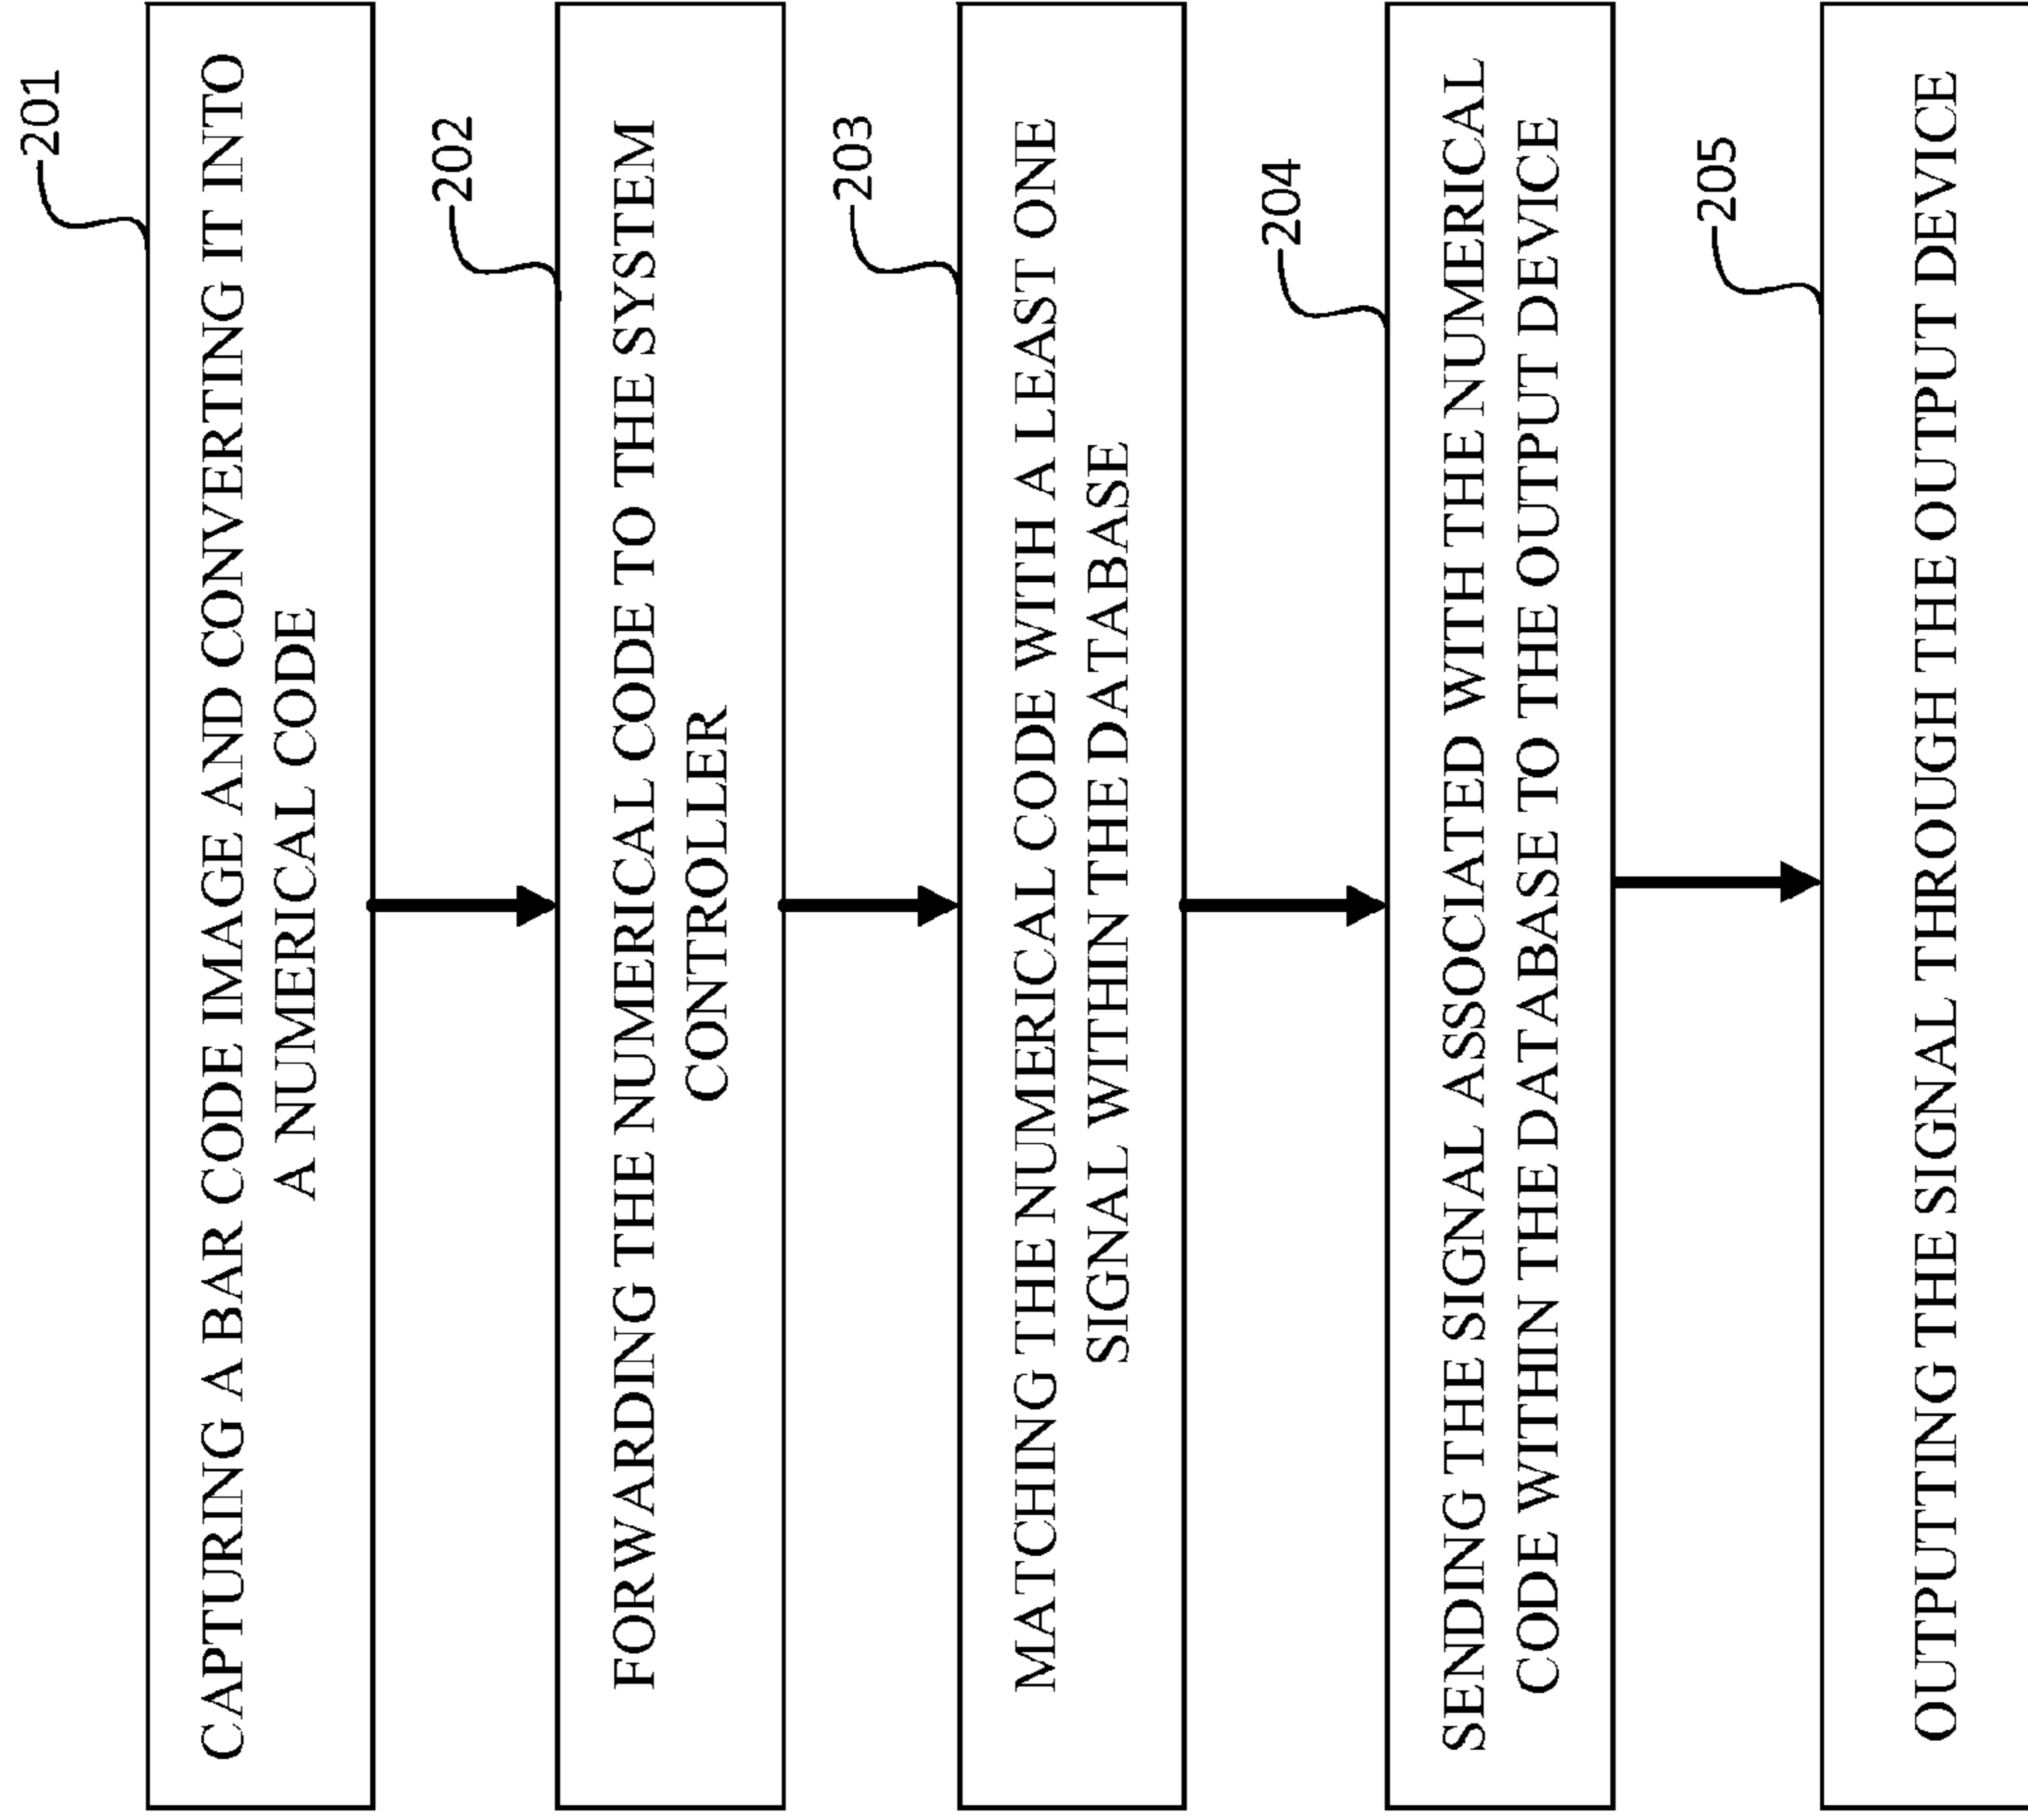 201
CAPTURING A BAR CODE IMAGE AND CONVERTING IT INTO
A NUMERICAL CODE
202
FORWARDING THE NUMERICAL CODE TO THE SYSTEM
CONTROLLER
203
MATCHING THE NUMERICAL CODE WITH A LEAST ONE
SIGNAL WITHIN THE DATABASE
204
SENDING THE SIGNAL ASSOCIATED WITH THE NUMERICAL
CODE WITHIN THE DATABASE TO THE OUTPUT DEVICE
205
OUTPUTTING THE SIGNAL THROUGH THE OUTPUT DEVICE